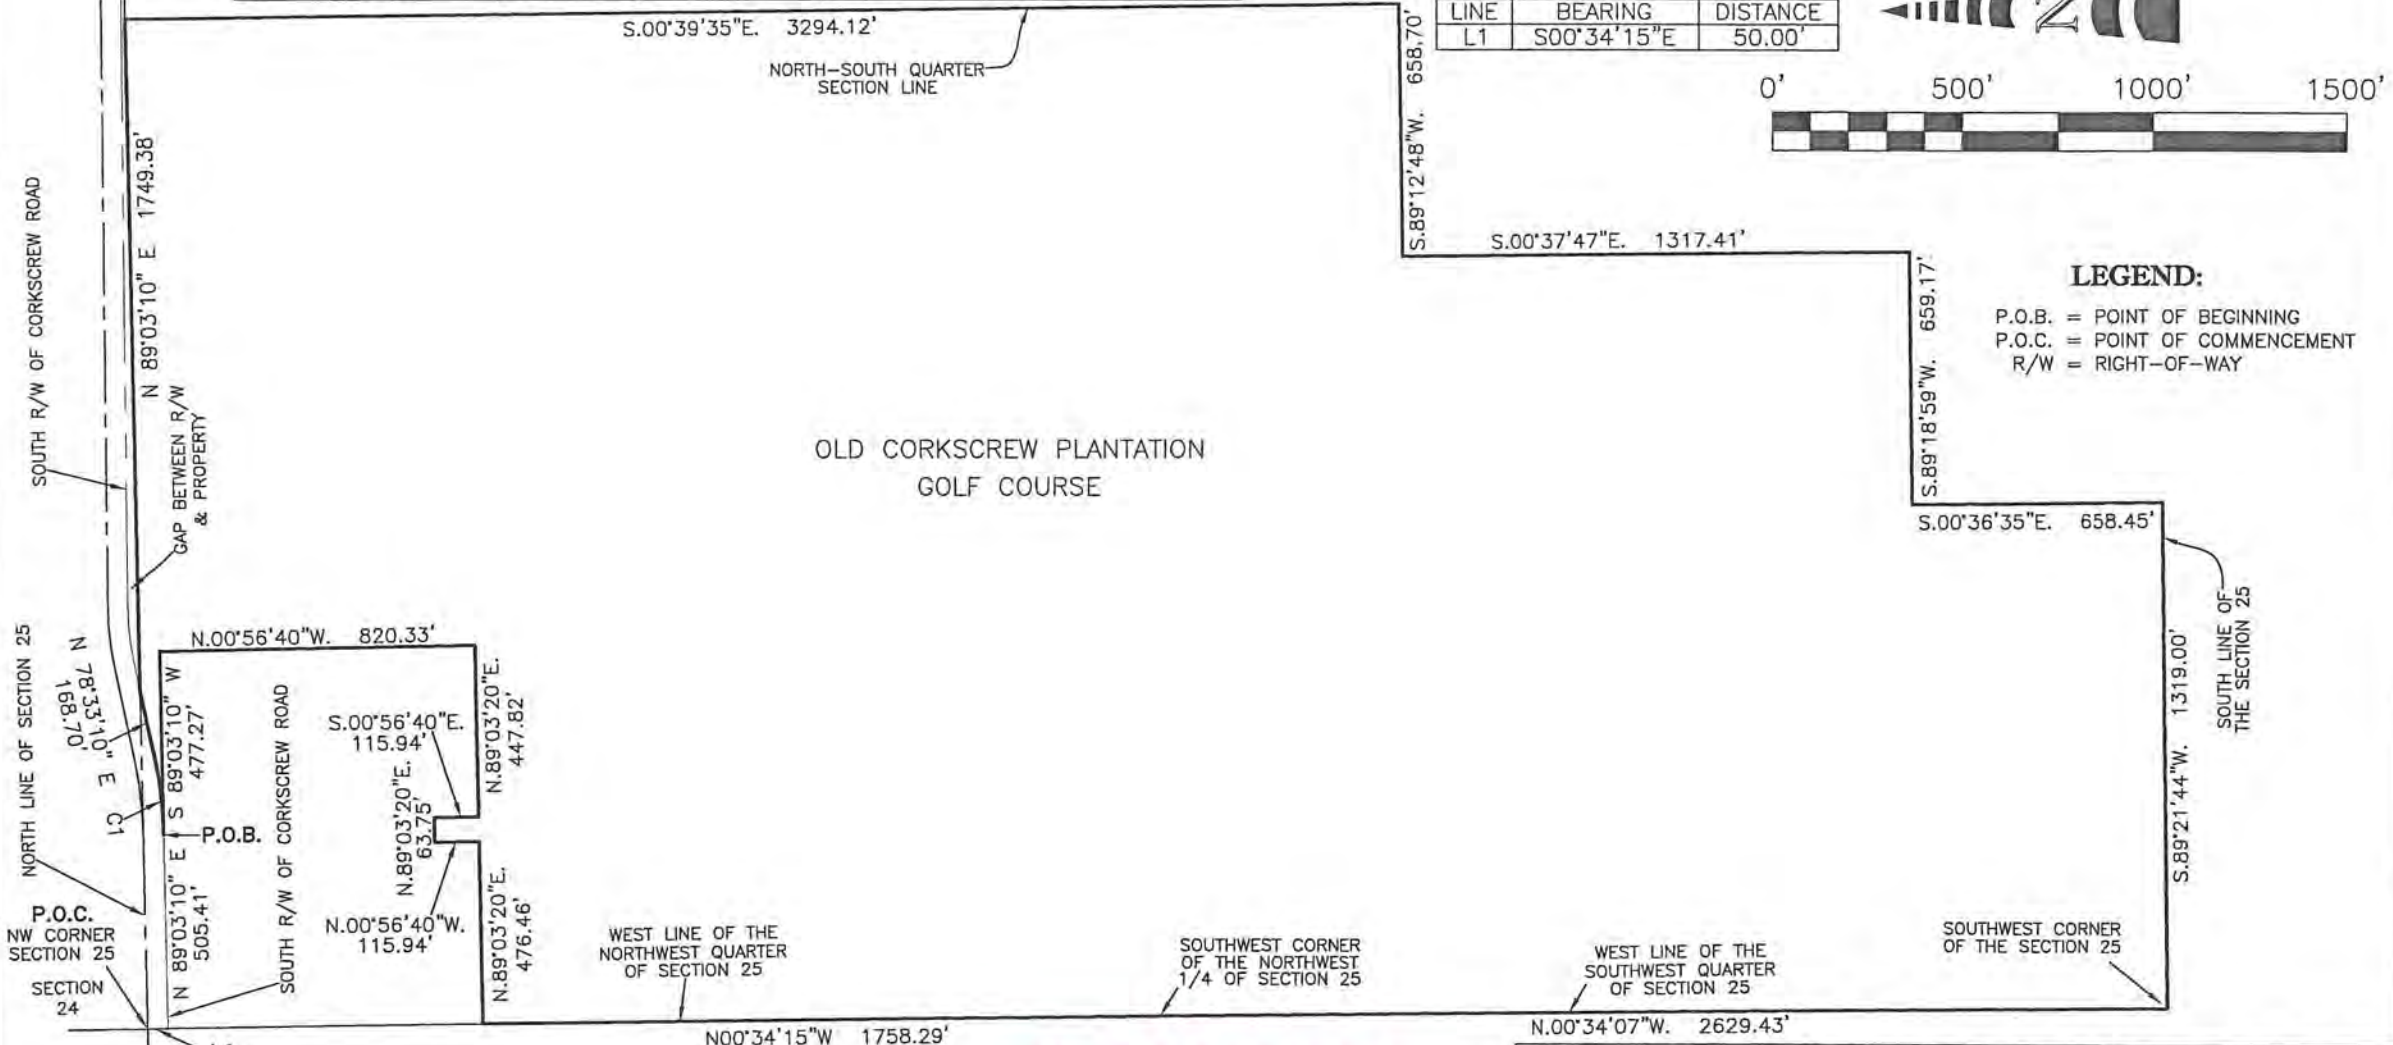 S.00°39'35"E. 3294.12'
NORTH-SOUTH QUARTER
SECTION LINE
LINE BEARING DISTANCE
L1 S00°34'15"E 50.00'
N
0' 500' 1000' 1500'
S.89°12'48"W. 658.70'
S.00°37'47"E. 1317.41'
S.89°18'59"W. 659.17'
LEGEND:
P.O.B. = POINT OF BEGINNING
P.O.C. = POINT OF COMMENCEMENT
R/W = RIGHT-OF-WAY
S.00°36'35"E. 658.45'
SOUTH LINE OF
THE SECTION 25
S.89°21'44"W. 1319.00'
SOUTH R/W OF CORKSCREW ROAD
N 89°03'10" E 1749.38'
GAP BETWEEN R/W
& PROPERTY
OLD CORKSCREW PLANTATION
GOLF COURSE
NORTH LINE OF SECTION 25
N 78°33'10" E
168.70'
C1
N.00°56'40"W. 820.33'
S 89°03'10" W
477.27'
SOUTH R/W OF CORKSCREW ROAD
S.00°56'40"E.
115.94'
N.89°03'20"E.
447.82'
N.89°03'20"E.
63.75'
P.O.B.
N 89°03'10" E
505.41'
N.00°56'40"W.
115.94'
N.89°03'20"E.
476.46'
P.O.C.
NW CORNER
SECTION 25
SECTION
24
WEST LINE OF THE
NORTHWEST QUARTER
OF SECTION 25
SOUTHWEST CORNER
OF THE NORTHWEST
1/4 OF SECTION 25
WEST LINE OF THE
SOUTHWEST QUARTER
OF SECTION 25
SOUTHWEST CORNER
OF THE SECTION 25
N00°34'15"W 1758.29'
N.00°34'07"W. 2629.43'